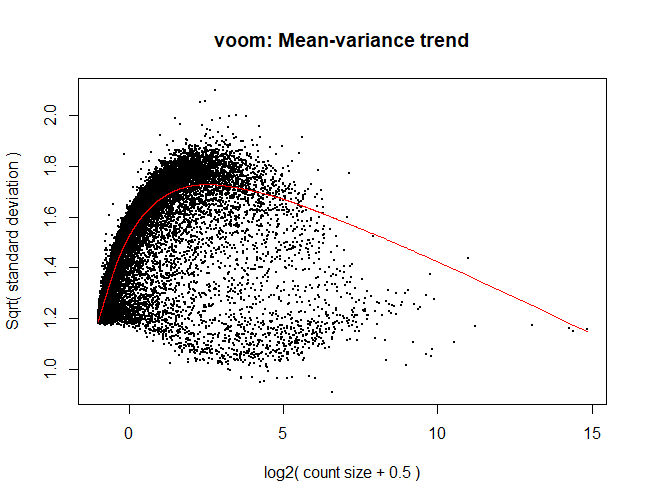 voom: Mean-variance trend
Sqrt( standard deviation )
2.0
1.8
1.6
1.4
1.2
1.0
0 5 10 15
log2( count size + 0.5 )